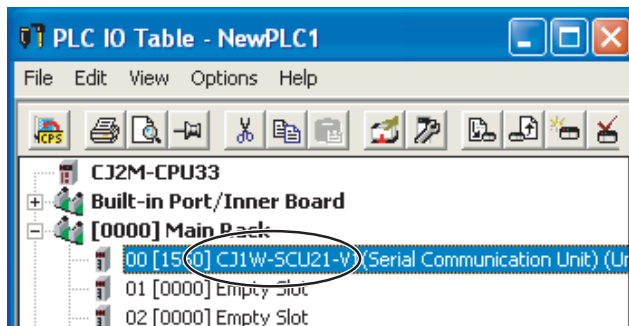 PLC IO Table - NewPLC1
File Edit View Options Help
CPS
CJ2M-CPU33
Built-in Port/Inner Board
[0000] Main Rack
00 [1500] CJ1W-SCU21-V (Serial Communication Unit) (Un
01 [0000] Empty Slot
02 [0000] Empty Slot